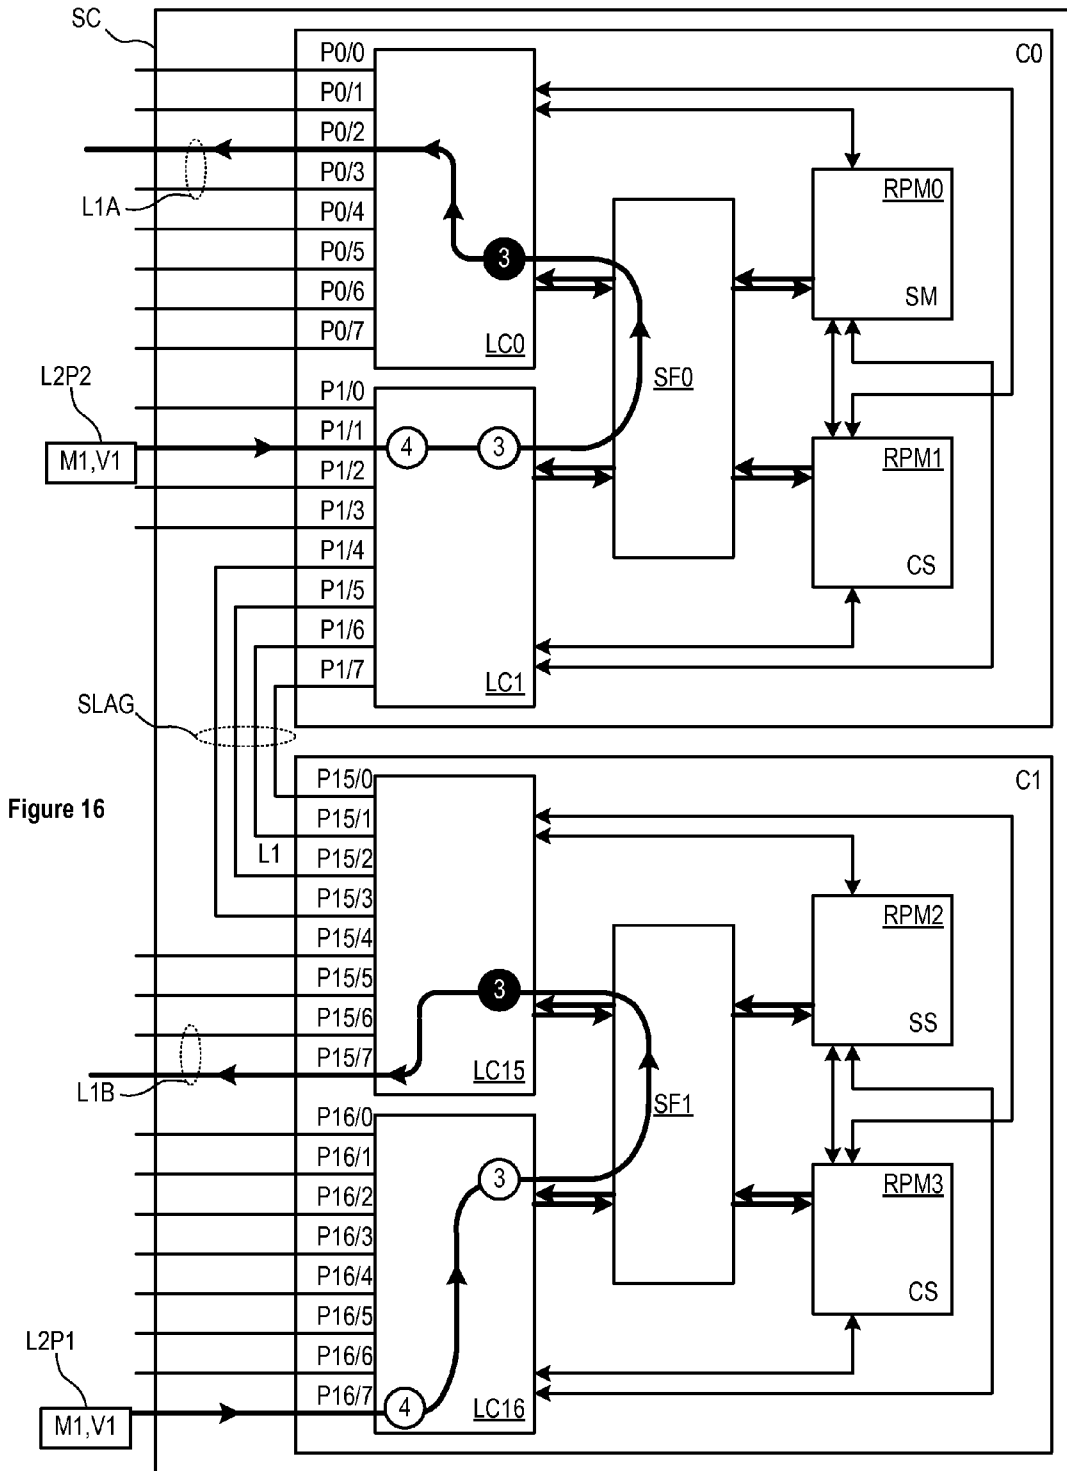 SC
C0
P0/0
P0/1
P0/2
P0/3
P0/4
P0/5
P0/6
P0/7
L1A
3
LC0
SF0
RPM0
SM
L2P2
M1,V1
P1/0
P1/1
P1/2
P1/3
P1/4
P1/5
P1/6
P1/7
4
3
LC1
RPM1
CS
SLAG
Figure 16
L1
C1
P15/0
P15/1
P15/2
P15/3
P15/4
P15/5
P15/6
P15/7
L1B
3
LC15
SF1
RPM2
SS
P16/0
P16/1
P16/2
P16/3
P16/4
P16/5
P16/6
P16/7
3
4
LC16
RPM3
CS
L2P1
M1,V1